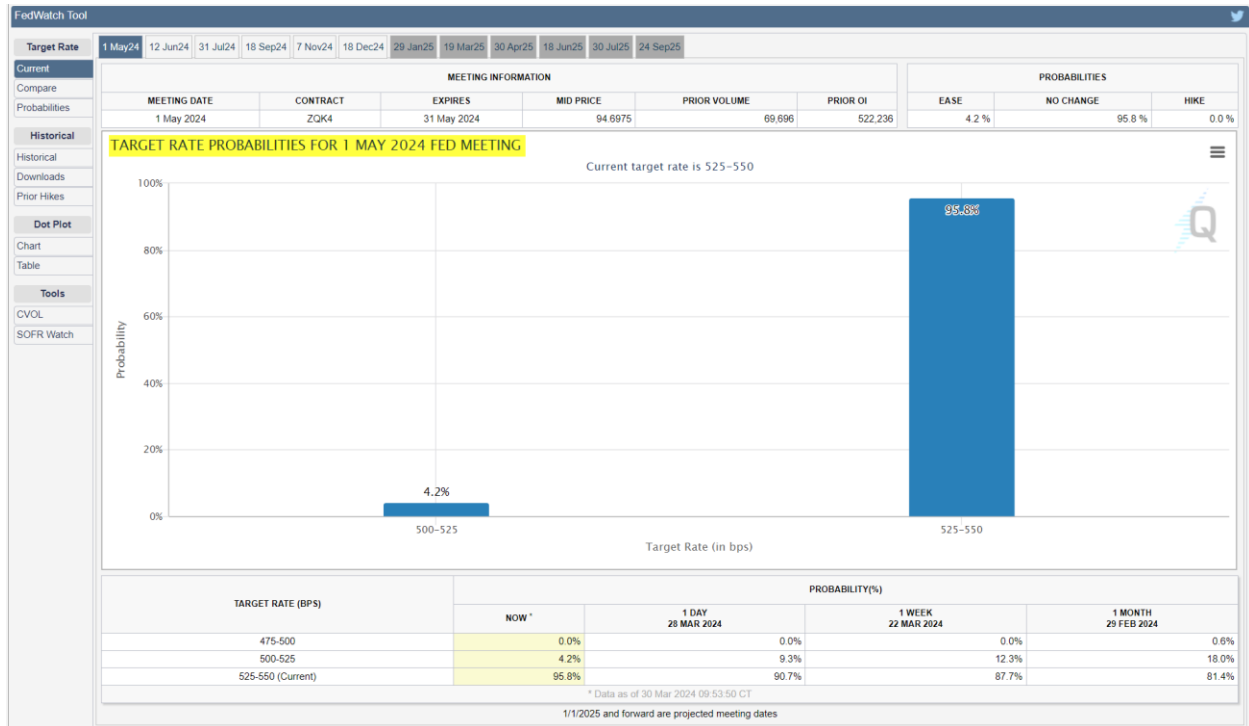 FedWatch Tool
Target Rate
Current
Compare
Probabilities
Historical
Historical
Downloads
Prior Hikes
Dot Plot
Chart
Table
Tools
CVOL
SOFR Watch
1 May24 12 Jun24 31 Jul24 18 Sep24 7 Nov24 18 Dec24 29 Jan25 19 Mar25 30 Apr25 18 Jun25 30 Jul25 24 Sep25
MEETING INFORMATION
MEETING DATE CONTRACT EXPIRES MID PRICE PRIOR VOLUME PRIOR OI
1 May 2024 ZQK4 31 May 2024 94.6975 69,696 522,236
PROBABILITIES
EASE NO CHANGE HIKE
4.2 % 95.8 % 0.0 %
TARGET RATE PROBABILITIES FOR 1 MAY 2024 FED MEETING
Current target rate is 525-550
Probability
100%
80%
60%
40%
20%
0%
4.2%
95.8%
Q
500-525 525-550
Target Rate (in bps)
TARGET RATE (BPS) PROBABILITY(%)
NOW * 1 DAY 1 WEEK 1 MONTH
28 MAR 2024 22 MAR 2024 29 FEB 2024
475-500 0.0% 0.0% 0.0% 0.6%
500-525 4.2% 9.3% 12.3% 18.0%
525-550 (Current) 95.8% 90.7% 87.7% 81.4%
* Data as of 30 Mar 2024 09:53:50 CT
1/1/2025 and forward are projected meeting dates